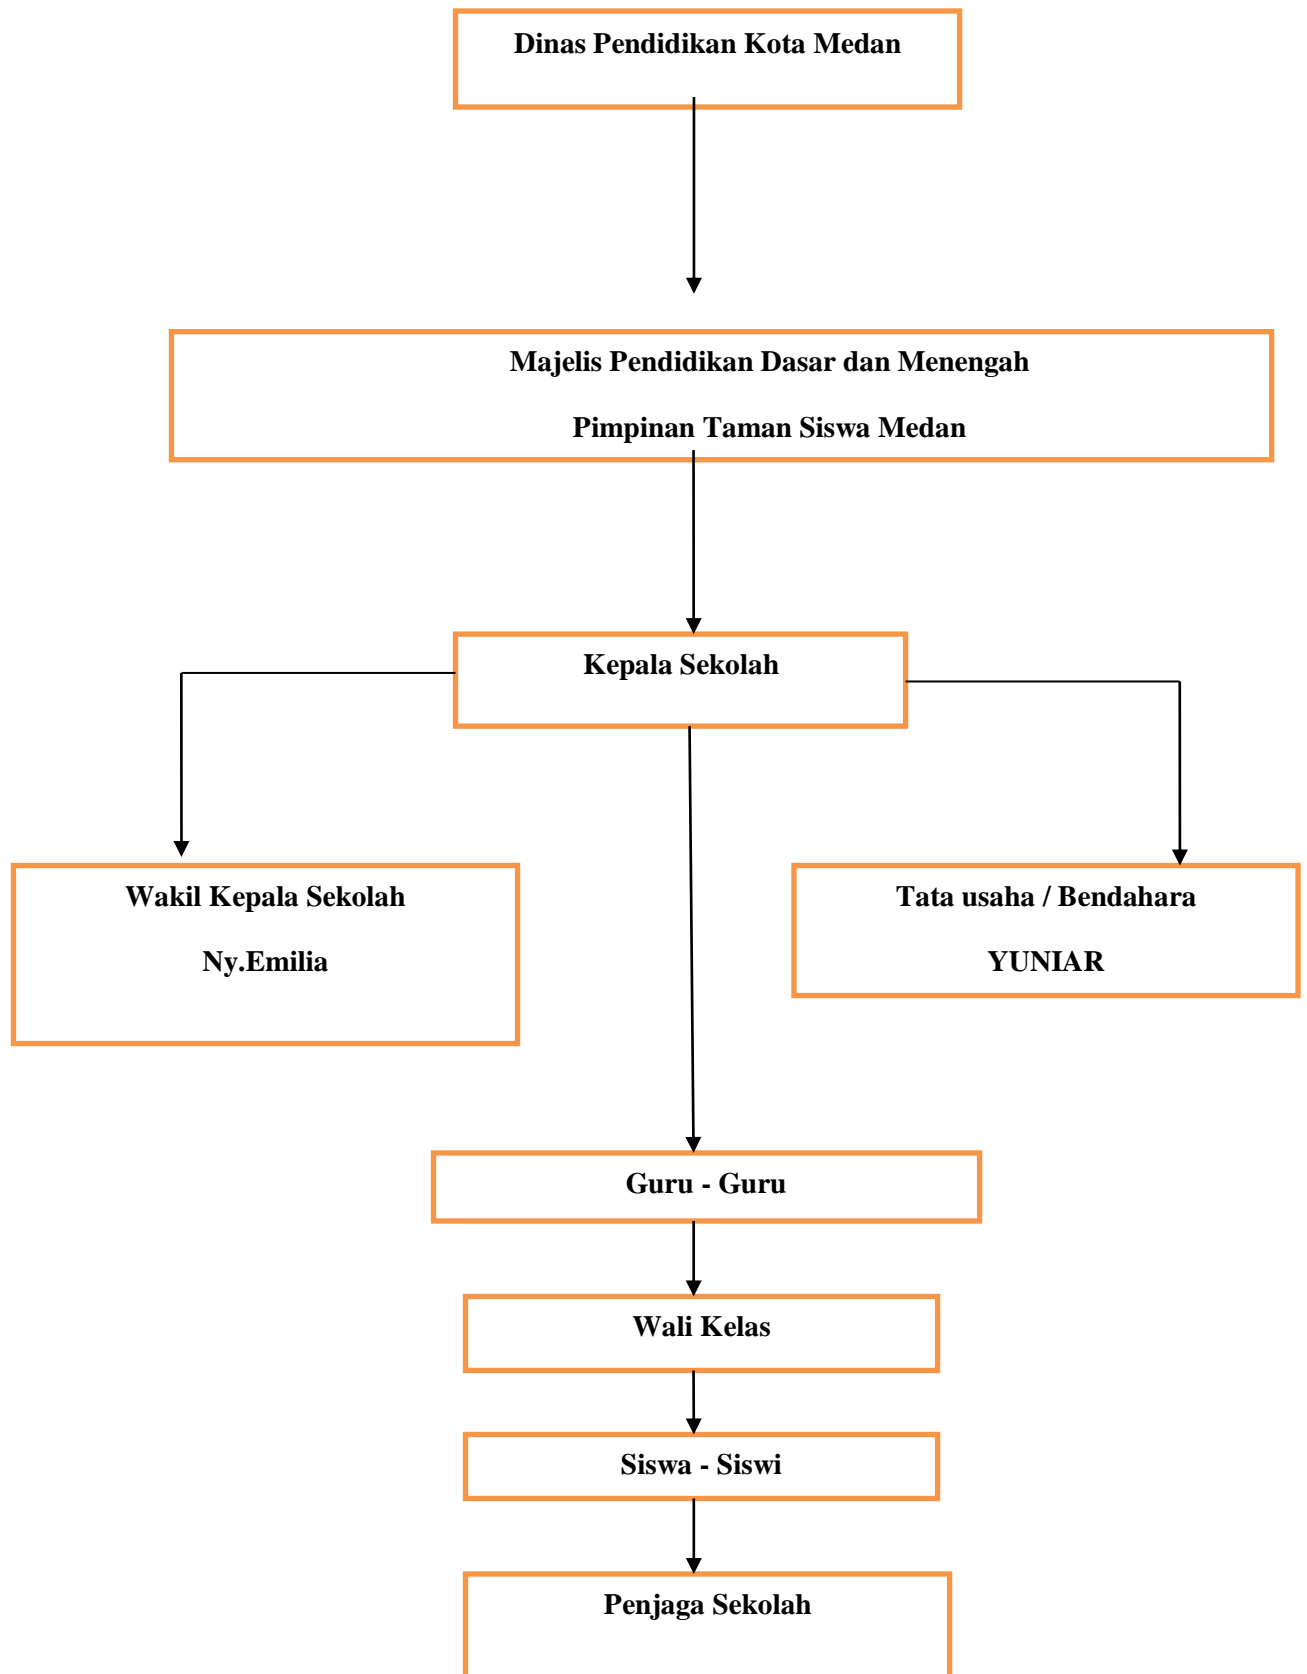 Dinas Pendidikan Kota Medan
Majelis Pendidikan Dasar dan Menengah
Pimpinan Taman Siswa Medan
Kepala Sekolah
Wakil Kepala Sekolah
Ny.Emilia
Tata usaha / Bendahara
YUNIAR
Guru - Guru
Wali Kelas
Siswa - Siswi
Penjaga Sekolah